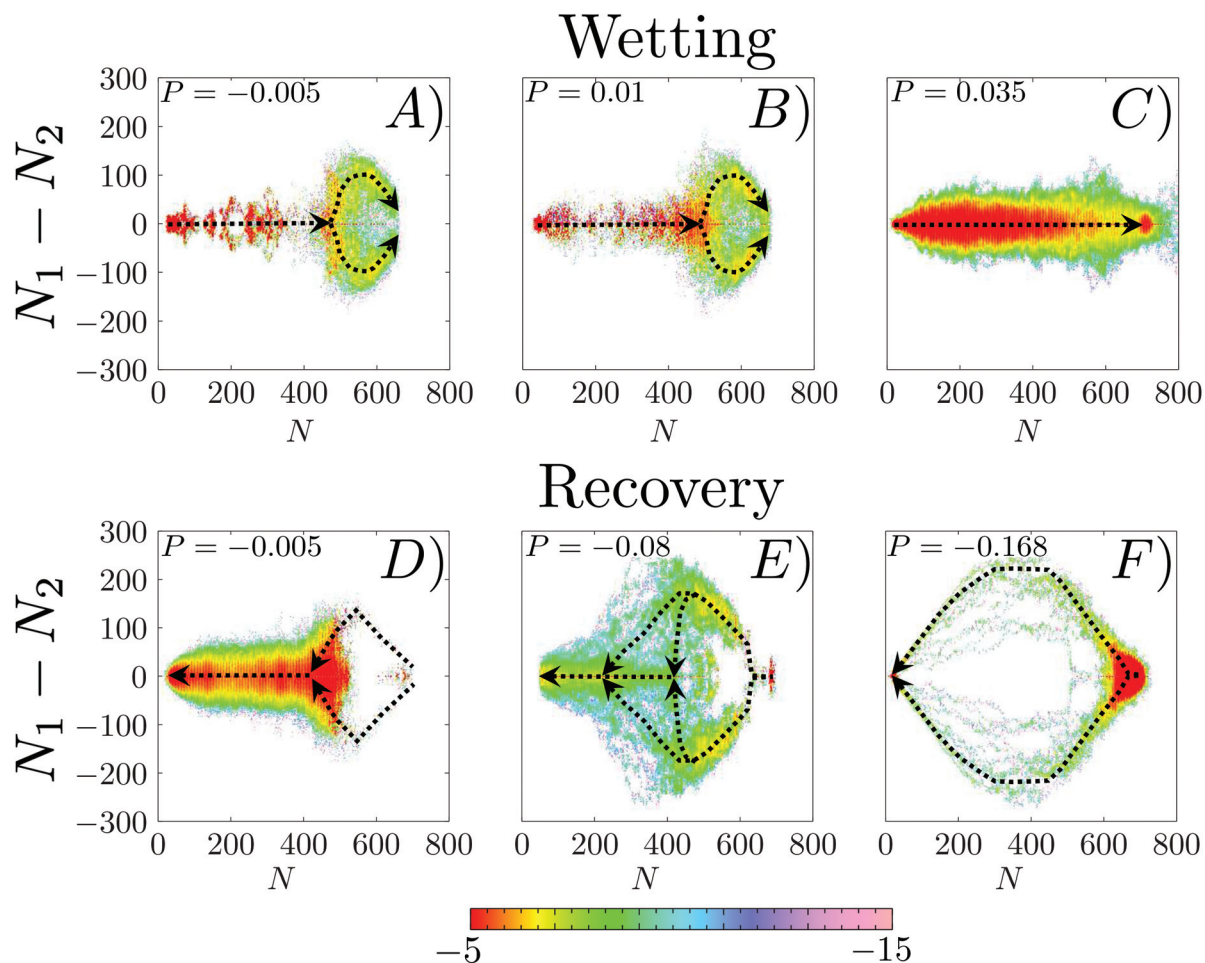 Wetting
P = −0.005 A) P = 0.01 B) P = 0.035 C)
N₁ − N₂
300
200
100
0
−100
−200
−300
0 200 400 600 800 0 200 400 600 800 0 200 400 600 800
N N N
Recovery
P = −0.005 D) P = −0.08 E) P = −0.168 F)
N₁ − N₂
300
200
100
0
−100
−200
−300
0 200 400 600 800 0 200 400 600 800 0 200 400 600 800
N N N
−5 −15